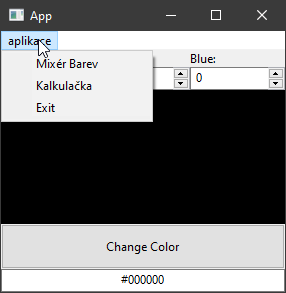 App
aplikace
Mixér Barev
Kalkulačka
Exit
Blue:
0
Change Color
#000000